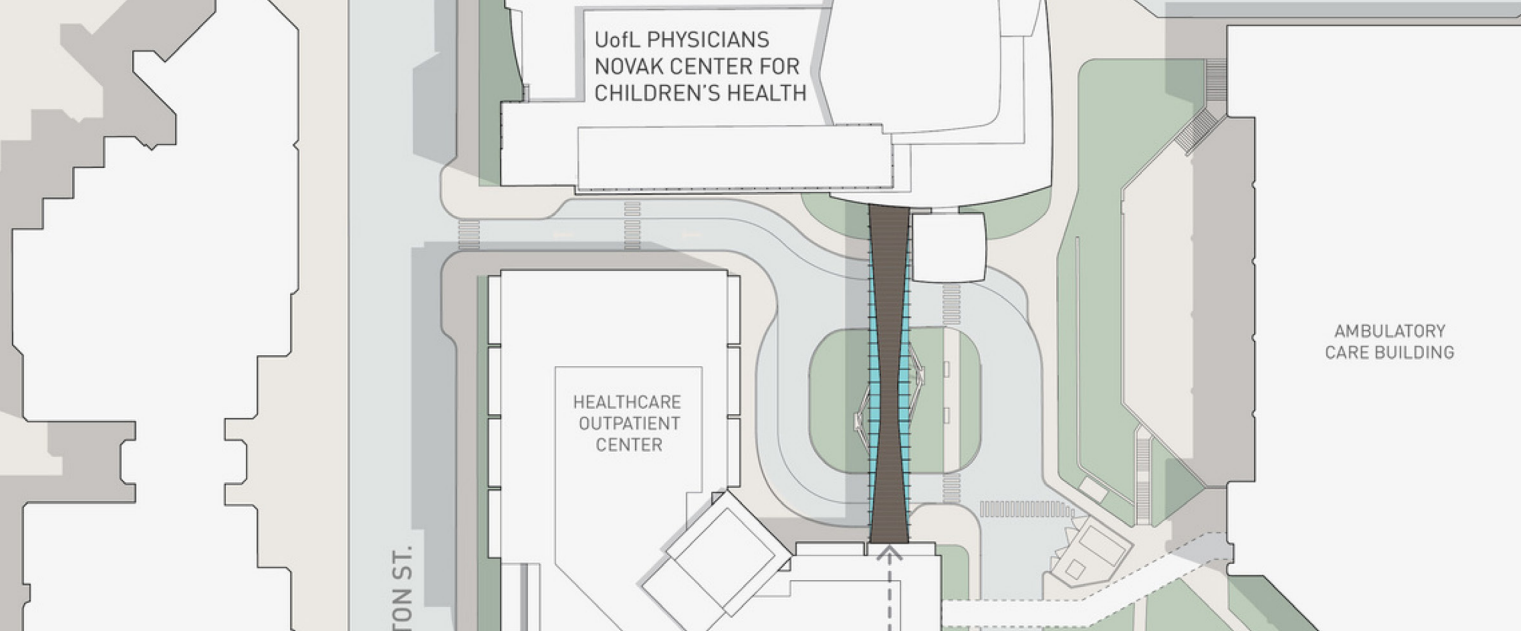 UofL PHYSICIANS
NOVAK CENTER FOR
CHILDREN'S HEALTH
AMBULATORY
CARE BUILDING
HEALTHCARE
OUTPATIENT
CENTER
TON ST.